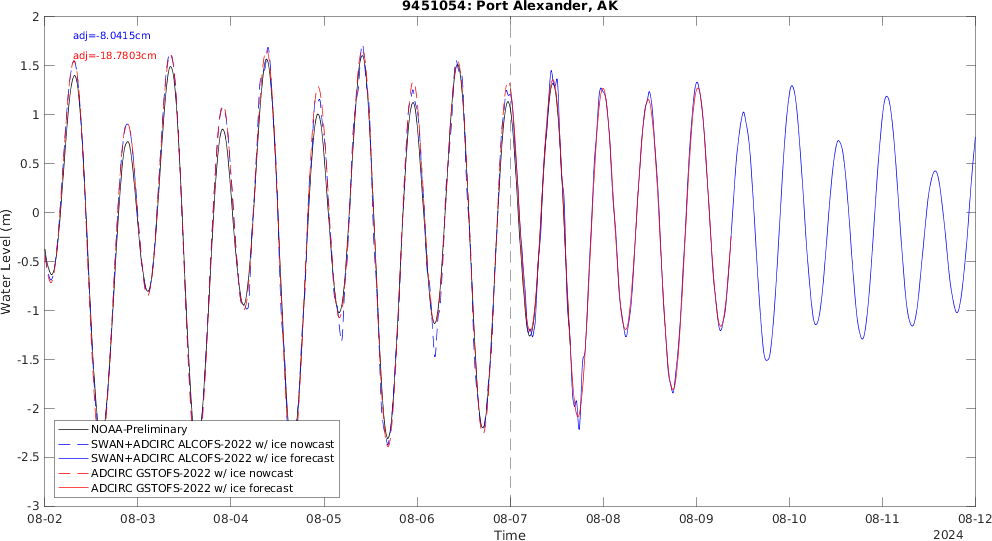 9451054: Port Alexander, AK
adj=-8.0415cm
adj=-18.7803cm
2
1.5
1
0.5
0
-0.5
-1
-1.5
-2
-2.5
-3
Water Level (m)
NOAA-Preliminary
SWAN+ADCIRC ALCOFS-2022 w/ ice nowcast
SWAN+ADCIRC ALCOFS-2022 w/ ice forecast
ADCIRC GSTOFS-2022 w/ ice nowcast
ADCIRC GSTOFS-2022 w/ ice forecast
08-02 08-03 08-04 08-05 08-06 08-07 08-08 08-09 08-10 08-11 08-12
Time
2024